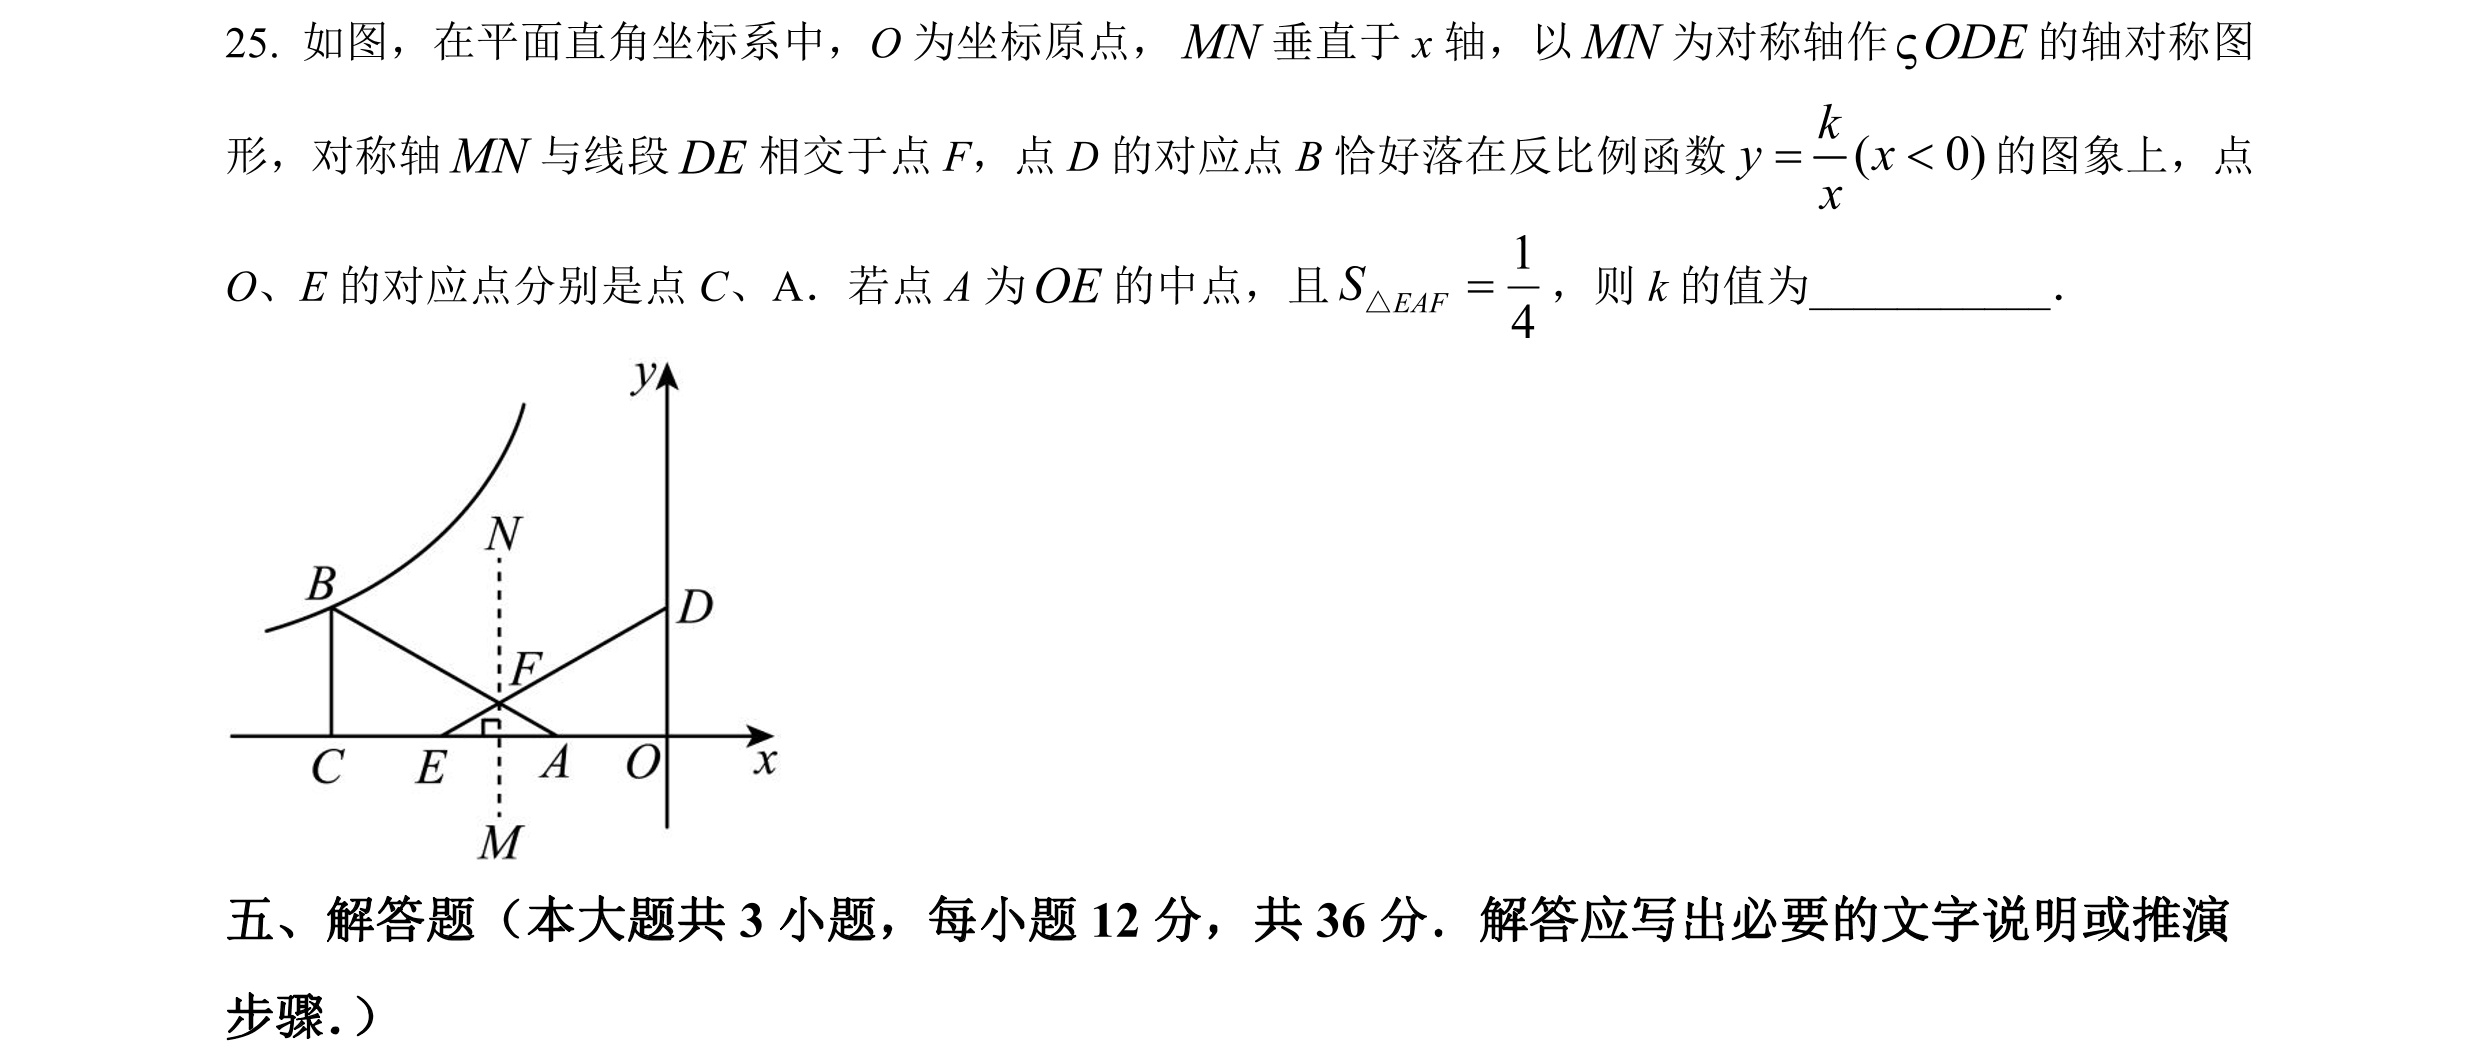 25. 如图，在平面直角坐标系中，O 为坐标原点，MN 垂直于 x 轴，以 MN 为对称轴作 ς ODE 的轴对称图
形，对称轴 MN 与线段 DE 相交于点 F，点 D 的对应点 B 恰好落在反比例函数 y = k/x (x < 0) 的图象上，点
O、E 的对应点分别是点 C、A．若点 A 为 OE 的中点，且 S△EAF = 1/4，则 k 的值为___________．
y
N
B
D
F
C E A O x
M
五、解答题（本大题共 3 小题，每小题 12 分，共 36 分．解答应写出必要的文字说明或推演
步骤．）